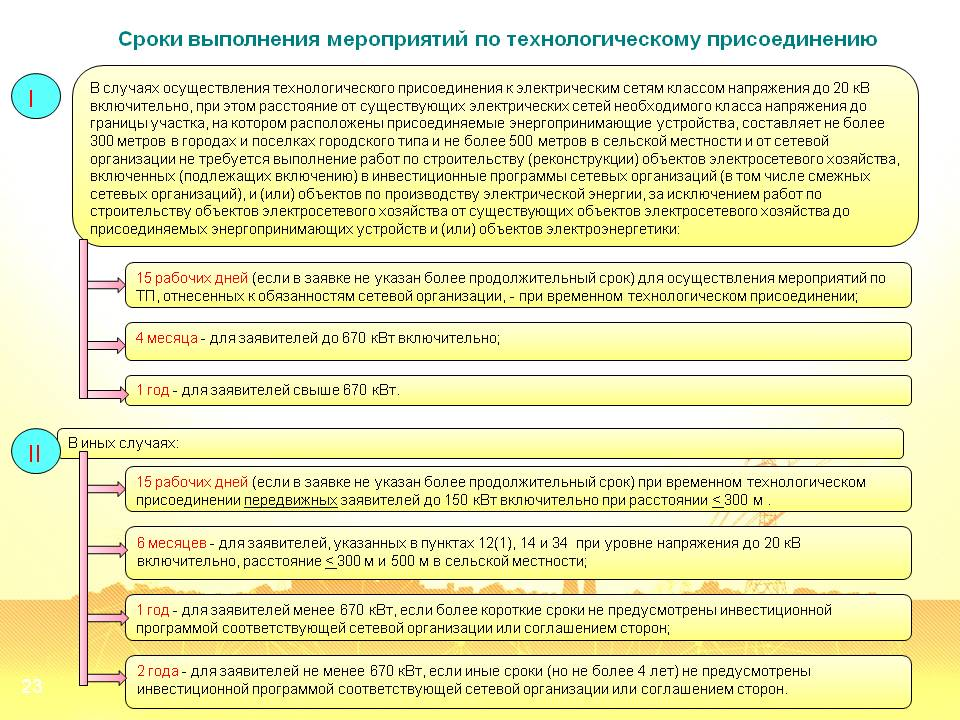 Сроки выполнения мероприятий по технологическому присоединению
I
В случаях осуществления технологического присоединения к электрическим сетям классом напряжения до 20 кВ
включительно, при этом расстояние от существующих электрических сетей необходимого класса напряжения до
границы участка, на котором расположены присоединяемые энергопринимающие устройства, составляет не более
300 метров в городах и поселках городского типа и не более 500 метров в сельской местности и от сетевой
организации не требуется выполнение работ по строительству (реконструкции) объектов электросетевого хозяйства,
включенных (подлежащих включению) в инвестиционные программы сетевых организаций (в том числе смежных
сетевых организаций), и (или) объектов по производству электрической энергии, за исключением работ по
строительству объектов электросетевого хозяйства от существующих объектов электросетевого хозяйства до
присоединяемых энергопринимающих устройств и (или) объектов электроэнергетики:
15 рабочих дней (если в заявке не указан более продолжительный срок) для осуществления мероприятий по
ТП, отнесенных к обязанностям сетевой организации, - при временном технологическом присоединении;
4 месяца - для заявителей до 670 кВт включительно;
1 год - для заявителей свыше 670 кВт.
II
В иных случаях:
15 рабочих дней (если в заявке не указан более продолжительный срок) при временном технологическом
присоединении передвижных заявителей до 150 кВт включительно при расстоянии < 300 м .
6 месяцев - для заявителей, указанных в пунктах 12(1), 14 и 34 при уровне напряжения до 20 кВ
включительно, расстояние < 300 м и 500 м в сельской местности;
1 год - для заявителей менее 670 кВт, если более короткие сроки не предусмотрены инвестиционной
программой соответствующей сетевой организации или соглашением сторон;
2 года - для заявителей не менее 670 кВт, если иные сроки (но не более 4 лет) не предусмотрены
инвестиционной программой соответствующей сетевой организации или соглашением сторон.
23